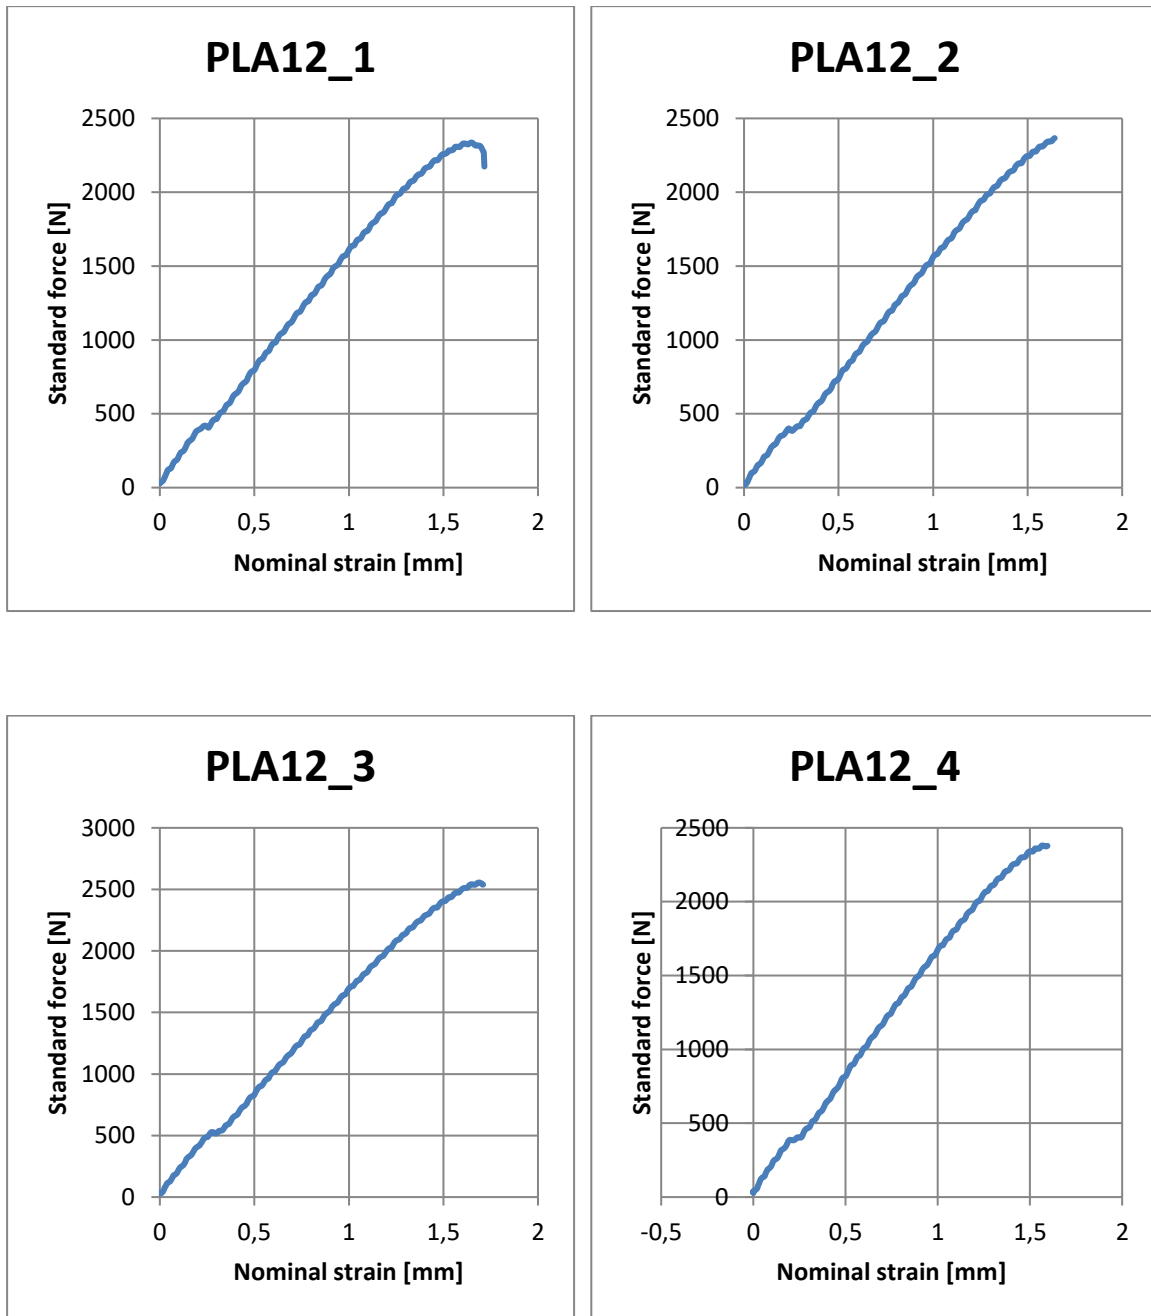 PLA12_1
2500
2000
1500
1000
500
0
0 0,5 1 1,5 2
Standard force [N]
Nominal strain [mm]
PLA12_2
2500
2000
1500
1000
500
0
0 0,5 1 1,5 2
Standard force [N]
Nominal strain [mm]
PLA12_3
3000
2500
2000
1500
1000
500
0
0 0,5 1 1,5 2
Standard force [N]
Nominal strain [mm]
PLA12_4
2500
2000
1500
1000
500
0
-0,5 0 0,5 1 1,5 2
Standard force [N]
Nominal strain [mm]